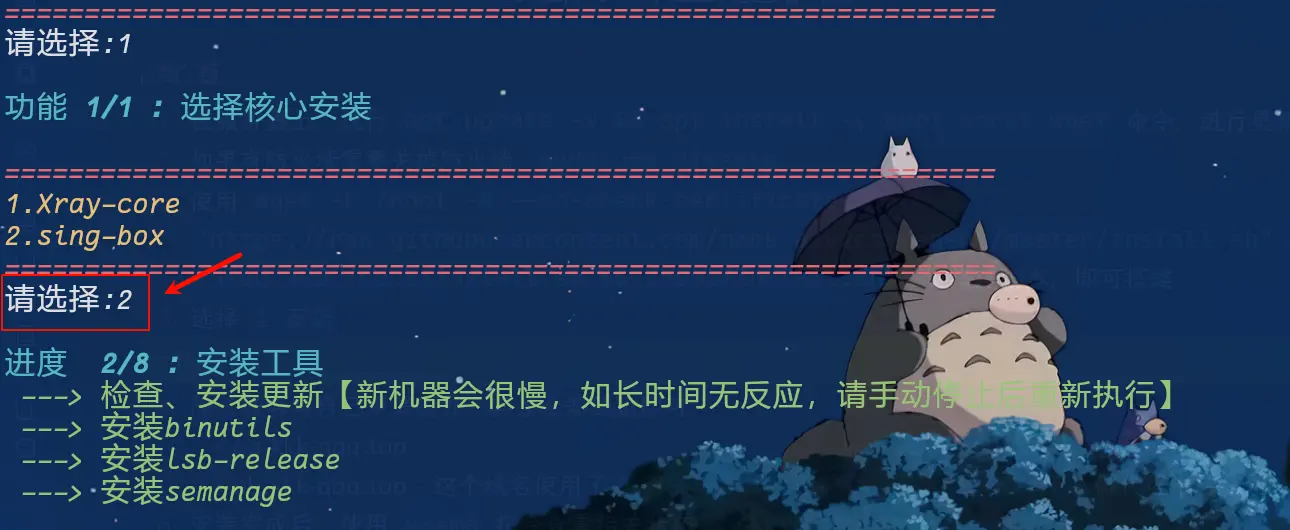 ==============================================================
请选择:1
功能 1/1 : 选择核心安装
==============================================================
1.Xray-core
2.sing-box
==============================================================
请选择:2
进度 2/8 : 安装工具
---> 检查、安装更新【新机器会很慢，如长时间无反应，请手动停止后重新执行】
---> 安装binutils
---> 安装lsb-release
---> 安装semanage